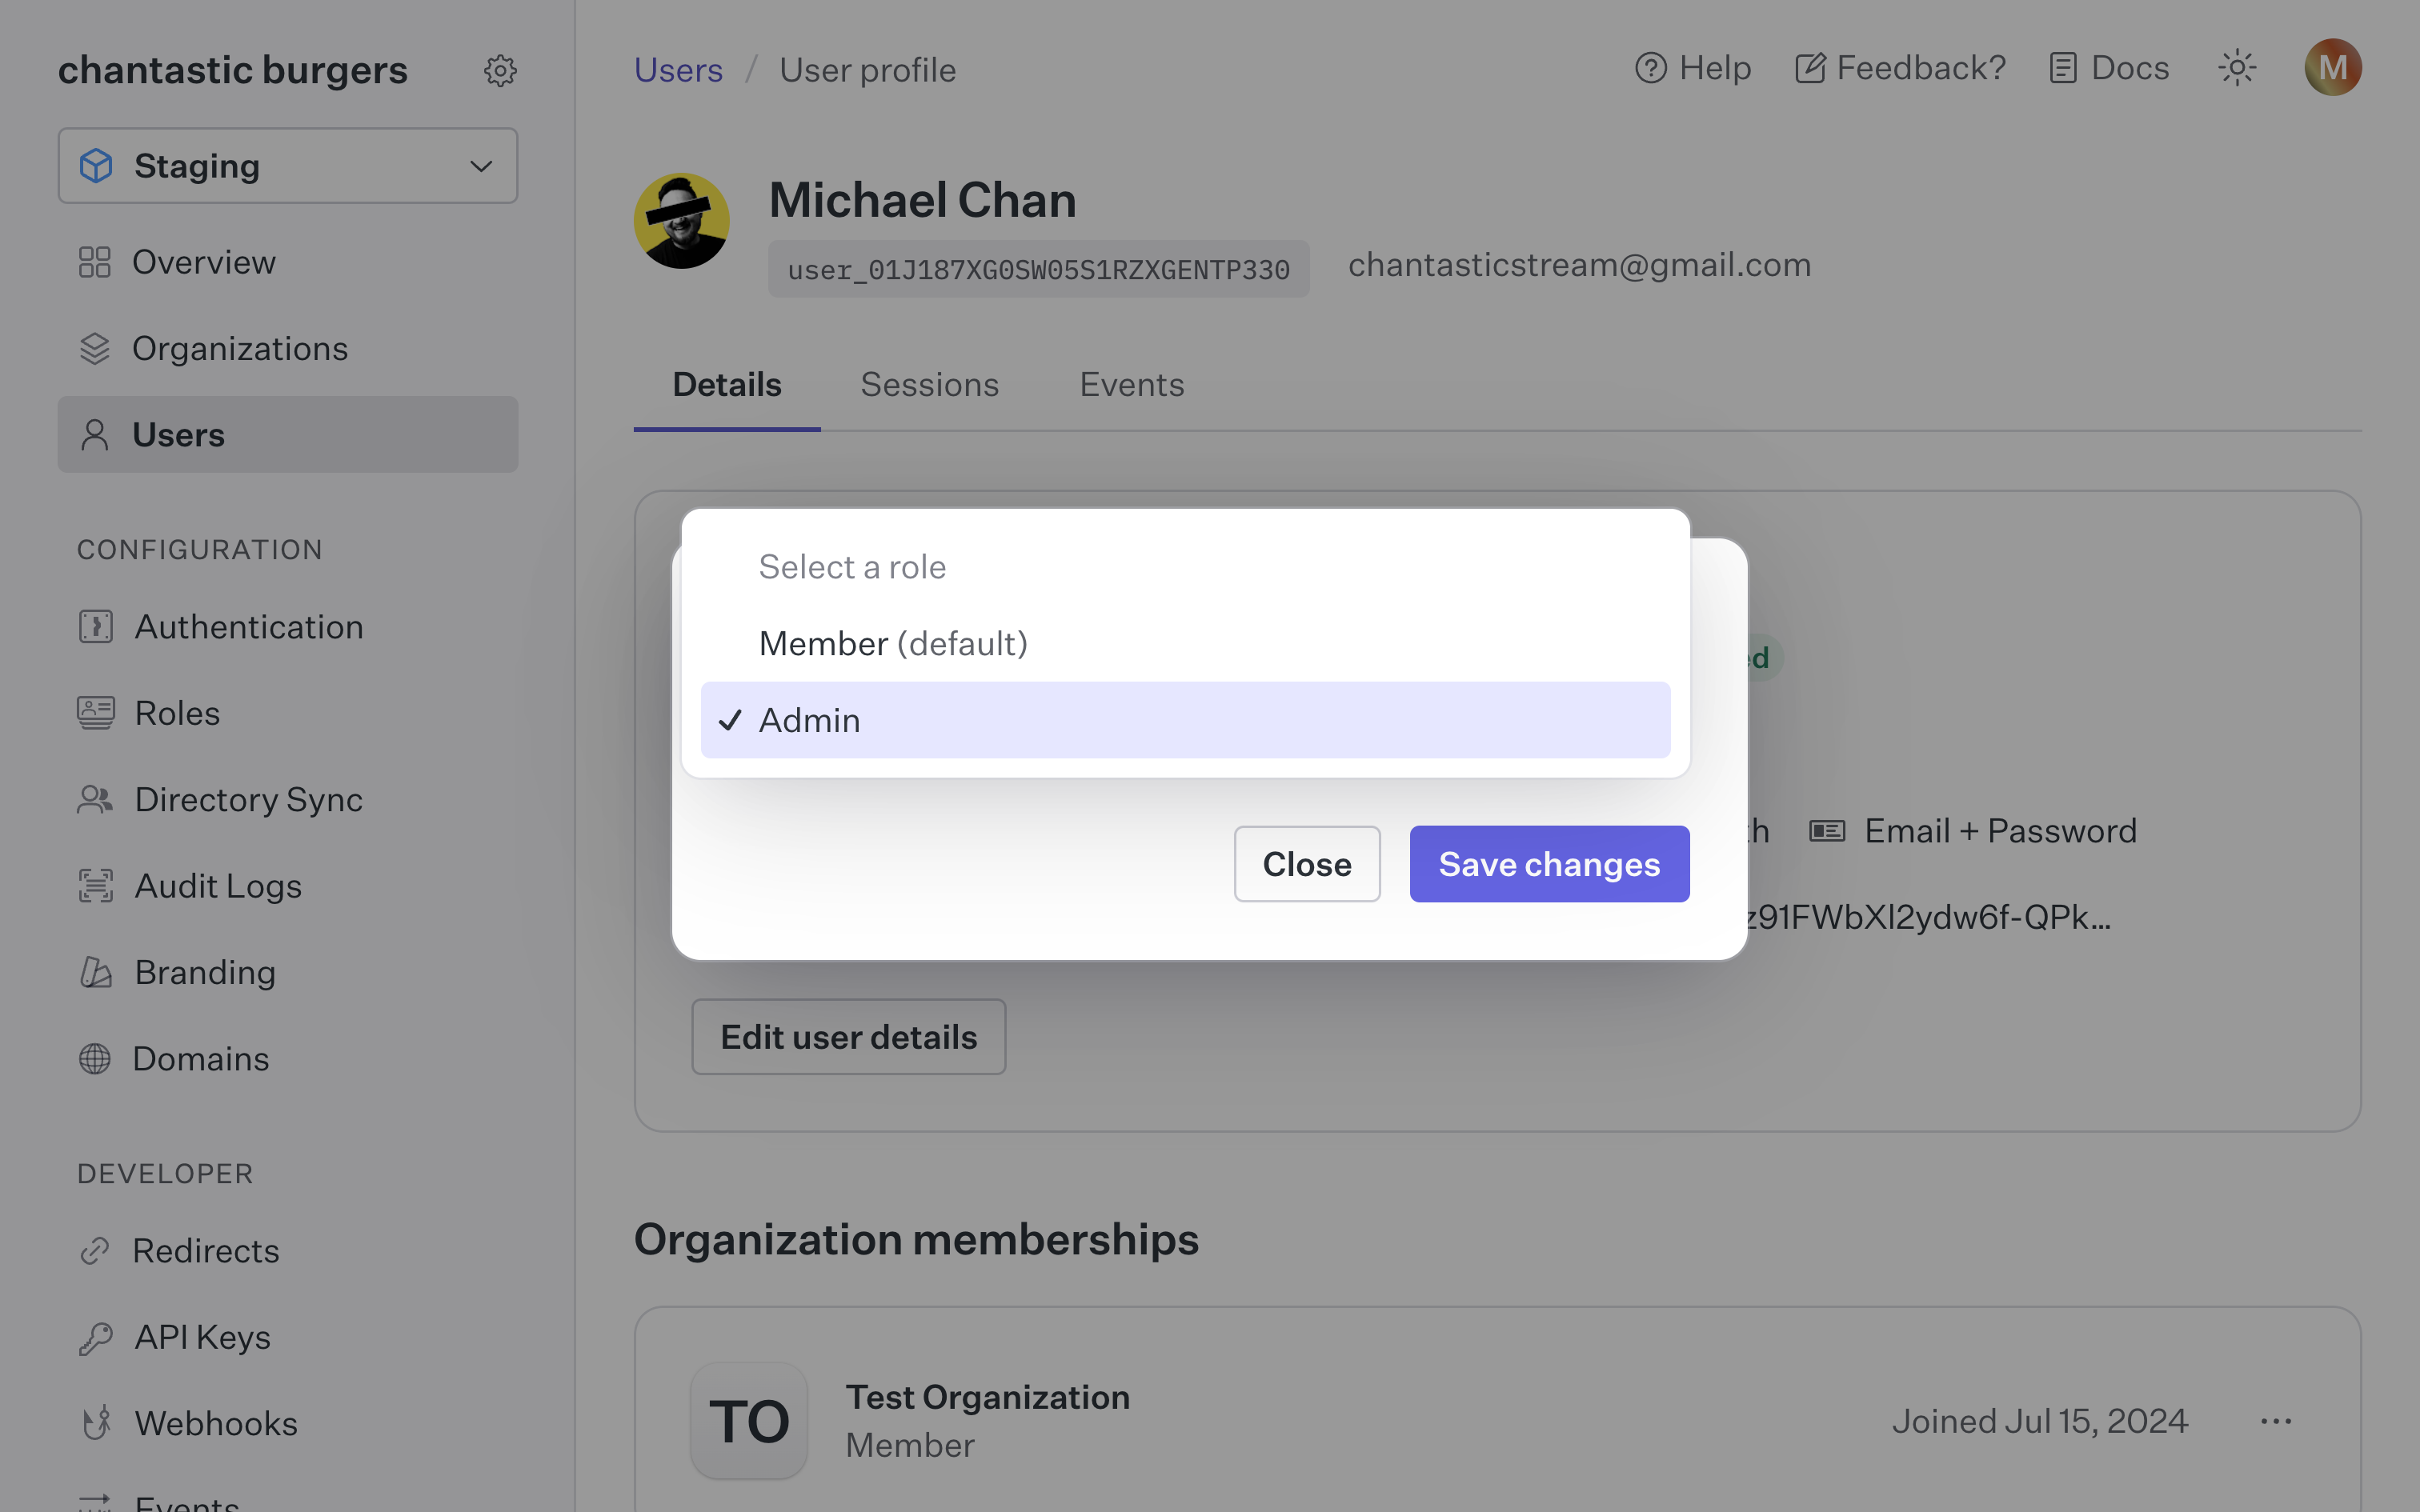 chantastic burgers
Staging
Overview
Organizations
Users
CONFIGURATION
Authentication
Roles
Directory Sync
Audit Logs
Branding
Domains
DEVELOPER
Redirects
API Keys
Webhooks
Events
Users / User profile
Help
Feedback?
Docs
M
Michael Chan
user_01J187XG0SW05S1RZXGENTP330
chantasticstream@gmail.com
Details
Sessions
Events
Select a role
Member (default)
Admin
Close
Save changes
Email + Password
z91FWbXl2ydw6f-QPk…
Edit user details
Organization memberships
TO
Test Organization
Member
Joined Jul 15, 2024